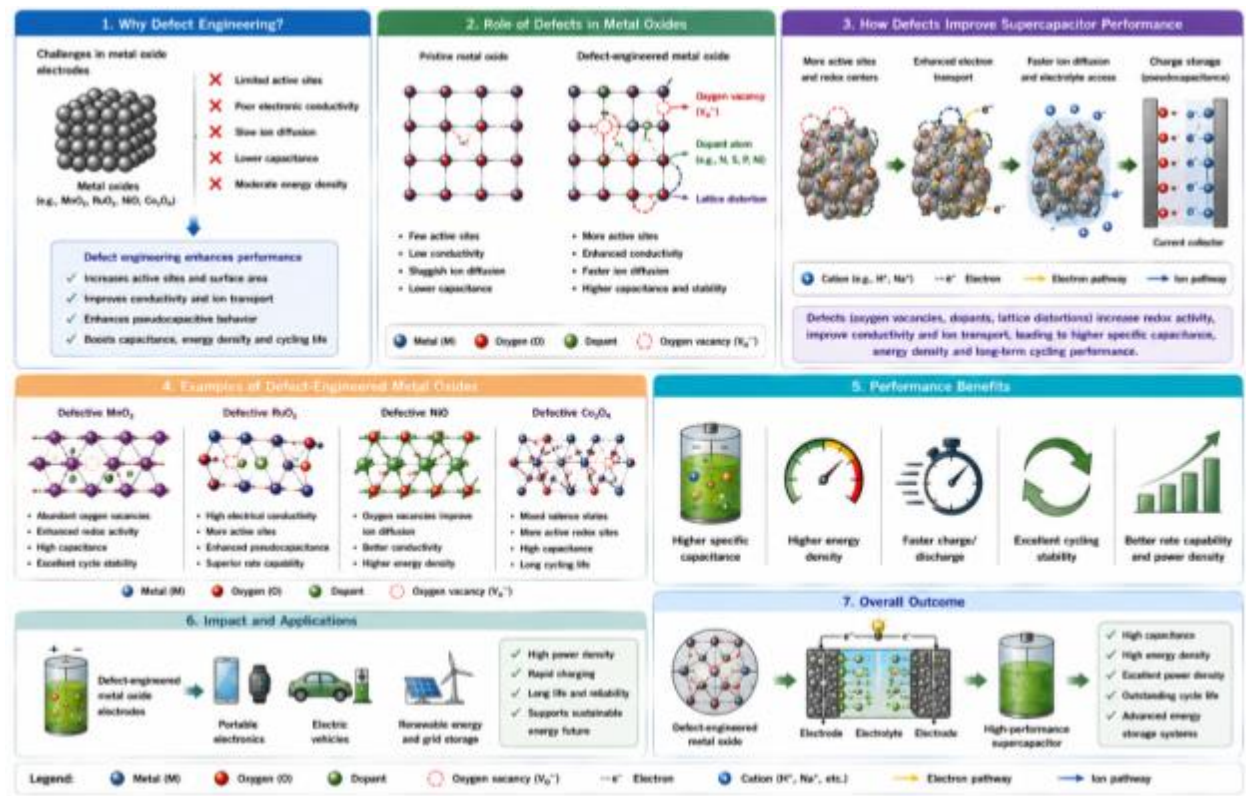 1. Why Defect Engineering?
Challenges in metal oxide
electrodes
Limited active sites
Poor electronic conductivity
Slow ion diffusion
Lower capacitance
Moderate energy density
Metal oxides
(e.g., MnO₂, RuO₂, NiO, Co₃O₄)
Defect engineering enhances performance
✓ Increases active sites and surface area
✓ Improves conductivity and ion transport
✓ Enhances pseudocapacitive behavior
✓ Boosts capacitance, energy density and cycling life
2. Role of Defects in Metal Oxides
Pristine metal oxide
• Few active sites
• Low conductivity
• Sluggish ion diffusion
• Lower capacitance
Defect-engineered metal oxide
Oxygen vacancy
Dopant atom
(e.g., N, S, P, Ni)
Lattice distortion
• More active sites
• Enhanced conductivity
• Faster ion diffusion
• Higher capacitance and stability
Metal (M)
Oxygen (O)
Dopant
Oxygen vacancy
3. How Defects Improve Supercapacitor Performance
More active sites
and redox centers
Enhanced electron
transport
Faster ion diffusion
and electrolyte access
Charge storage
(pseudocapacitance)
e⁻
e⁻
Current collector
Cation (e.g., H⁺, Na⁺)
e⁻ Electron
Electron pathway
Ion pathway
Defects (oxygen vacancies, dopants, lattice distortions) increase redox activity,
improve conductivity and ion transport, leading to higher specific capacitance,
energy density and long-term cycling performance.
4. Examples of Defect-Engineered Metal Oxides
Defective MnO₂
• Abundant oxygen vacancies
• Enhanced redox activity
• High capacitance
• Excellent cycle stability
Defective RuO₂
• High electrical conductivity
• More active sites
• Enhanced pseudocapacitance
• Superior rate capability
Defective NiO
• Oxygen vacancies improve
ion diffusion
• Better conductivity
• Higher energy density
Defective Co₃O₄
• Mixed valence states
• More active redox sites
• High capacitance
• Long cycling life
Metal (M)
Oxygen (O)
Dopant
Oxygen vacancy
5. Performance Benefits
Higher specific
capacitance
Higher energy
density
Faster charge/
discharge
Excellent cycling
stability
Better rate capability
and power density
6. Impact and Applications
+ −
Defect-engineered
metal oxide
electrodes
Portable
electronics
Electric
vehicles
Renewable energy
and grid storage
✓ High power density
✓ Rapid charging
✓ Long life and reliability
✓ Supports sustainable
energy future
7. Overall Outcome
Defect-engineered
metal oxide
e⁻
e⁻
Electrode
Electrolyte
Electrode
High-performance
supercapacitor
✓ High capacitance
✓ High energy density
✓ Excellent power density
✓ Outstanding cycle life
✓ Advanced energy
storage systems
Legend:
Metal (M)
Oxygen (O)
Dopant
Oxygen vacancy
e⁻ Electron
Cation (H⁺, Na⁺, etc.)
Electron pathway
Ion pathway